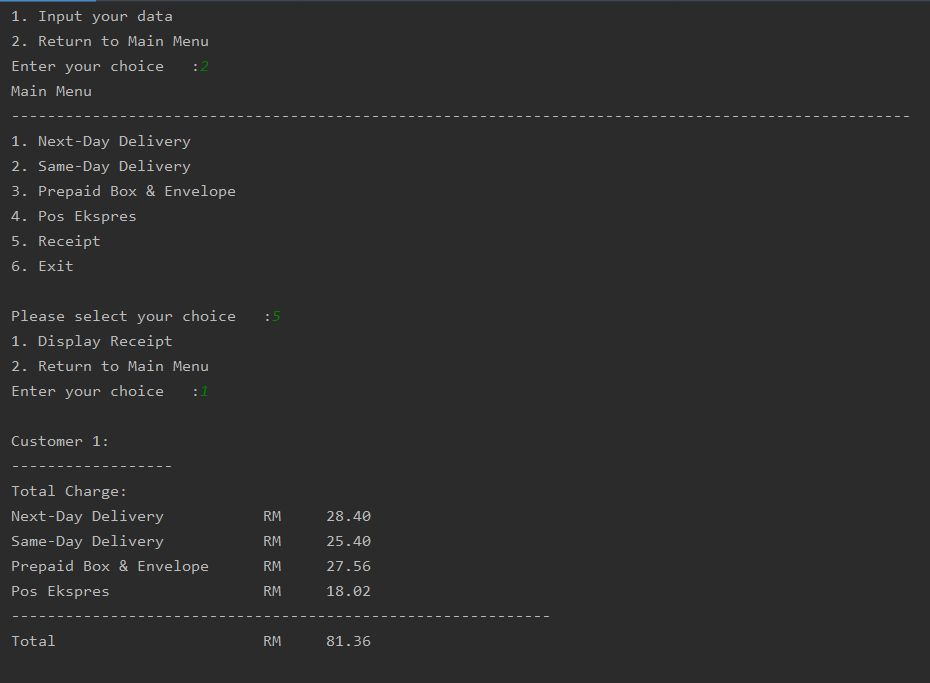 1. Input your data
2. Return to Main Menu
Enter your choice   :2
Main Menu
----------------------------------------------------------------------------------------------------
1. Next-Day Delivery
2. Same-Day Delivery
3. Prepaid Box & Envelope
4. Pos Ekspres
5. Receipt
6. Exit
Please select your choice   :5
1. Display Receipt
2. Return to Main Menu
Enter your choice   :1
Customer 1:
------------------
Total Charge:
Next-Day Delivery           RM     28.40
Same-Day Delivery           RM     25.40
Prepaid Box & Envelope      RM     27.56
Pos Ekspres                 RM     18.02
------------------------------------------------------------
Total                       RM     81.36